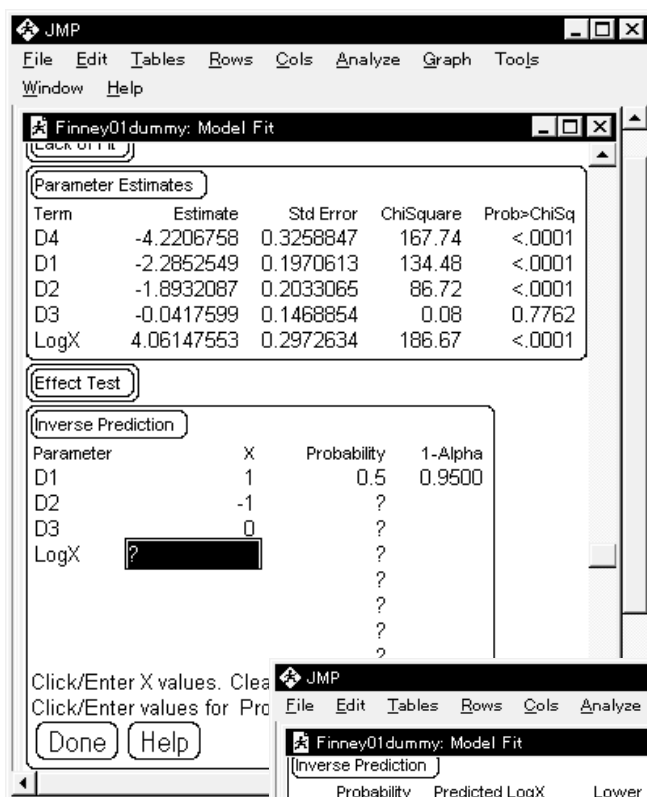 JMP
File Edit Tables Rows Cols Analyze Graph Tools
Window Help
Finney01dummy: Model Fit
Lack of Fit
Parameter Estimates
Term Estimate Std Error ChiSquare Prob>ChiSq
D4 -4.2206758 0.3258847 167.74 <.0001
D1 -2.2852549 0.1970613 134.48 <.0001
D2 -1.8932087 0.2033065 86.72 <.0001
D3 -0.0417599 0.1468854 0.08 0.7762
LogX 4.06147553 0.2972634 186.67 <.0001
Effect Test
Inverse Prediction
Parameter X Probability 1-Alpha
D1 1 0.5 0.9500
D2 -1 ?
D3 0 ?
LogX ? ?
?
?
?
?
Click/Enter X values. Clea
Click/Enter values for Pro
Done Help
JMP
File Edit Tables Rows Cols Analyze
Finney01dummy: Model Fit
Inverse Prediction
Probability Predicted LogX Lower